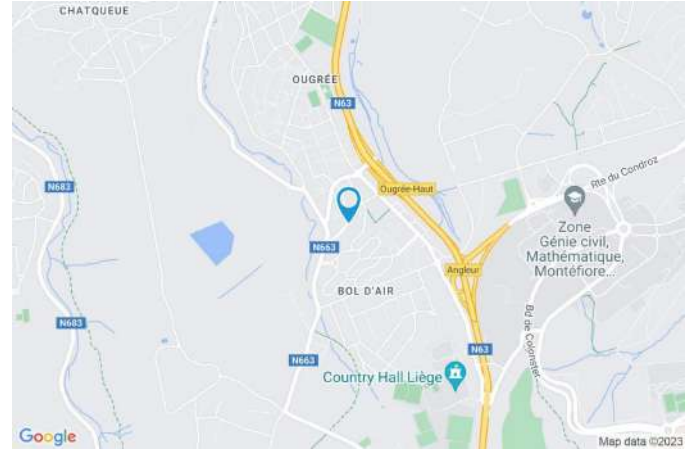 CHATQUEUE
OUGRÉE
N63
Ougrée-Haut
Rte du Condroz
N683
Zone
Génie civil,
Mathématique,
Montéfiore...
N663
Angleur
BOL D'AIR
Bd de Colonster
N683
N63
N663
Country Hall Liège
Google
Map data ©2023